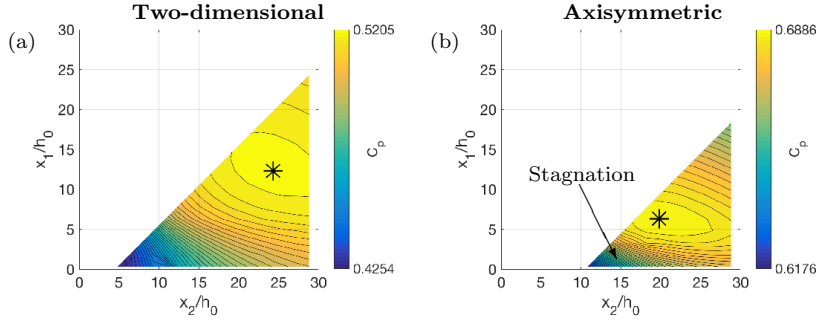 Two-dimensional
(a)
30
25
20
15
10
5
0
x1/h0
0 5 10 15 20 25 30
x2/h0
0.5205
Cp
0.4254
Axisymmetric
(b)
30
25
20
15
10
5
0
x1/h0
Stagnation
0 5 10 15 20 25 30
x2/h0
0.6886
Cp
0.6176